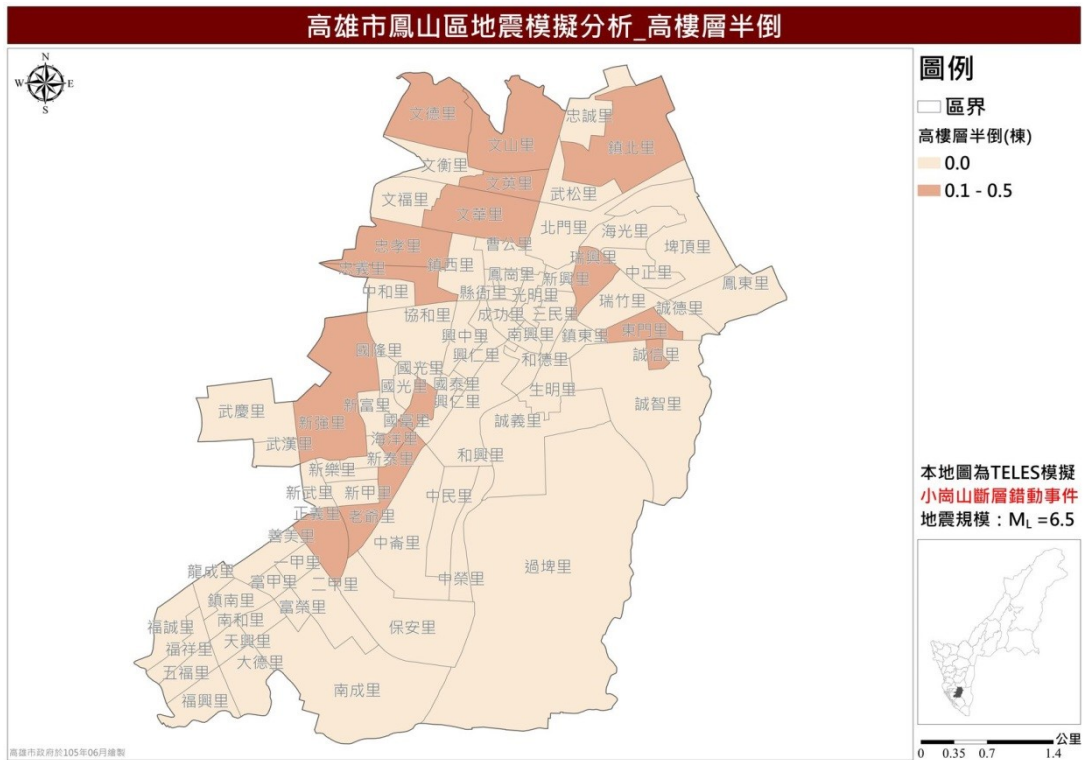 高雄市鳳山區地震模擬分析_高樓層半倒
N
W
E
S
文德里
忠誠里
文山里
鎮北里
文衡里
文英里
武松里
文福里
文華里
北門里
海光里
忠孝里
曹公里
埤頂里
忠義里
鎮西里
瑞興里
鳳崗里
新興里
中正里
鳳東里
中和里
縣衙里
光明里
瑞竹里
誠德里
協和里
成功里
三民里
東門里
興中里
南興里
鎮東里
國隆里
興仁里
和德里
誠信里
國光里
國光里
國泰里
生明里
武慶里
新富里
興仁里
誠智里
新強里
國隆里
誠義里
武漢里
海洋里
新泰里
和興里
新樂里
新武里
新甲里
中民里
正義里
老爺里
善美里
中崙里
一甲里
過埤里
龍成里
富甲里
二甲里
中榮里
鎮南里
富榮里
福誠里
南和里
保安里
福祥里
天興里
五福里
大德里
福興里
南成里
高雄市政府於105年06月繪製
圖例
區界
高樓層半倒(棟)
0.0
0.1 - 0.5
本地圖為TELES模擬
小崗山斷層錯動事件
地震規模：ML =6.5
公里
0 0.35 0.7 1.4